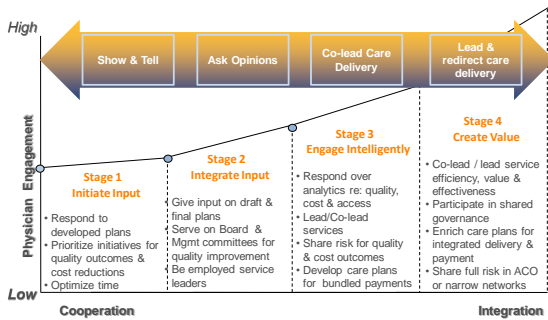 High
Show & Tell
Ask Opinions
Co-lead Care
Delivery
Lead &
redirect care
delivery
Physician Engagement
Stage 1
Initiate Input
• Respond to
developed plans
• Prioritize initiatives for
quality outcomes &
cost reductions
• Optimize time
Stage 2
Integrate Input
• Give input on draft &
final plans
• Serve on Board &
Mgmt committees for
quality improvement
• Be employed service
leaders
Stage 3
Engage Intelligently
• Respond over
analytics re: quality,
cost & access
• Lead/Co-lead
services
• Share risk for quality
& cost outcomes
• Develop care plans
for bundled payments
Stage 4
Create Value
• Co-lead / lead service
efficiency, value &
effectiveness
• Participate in shared
governance
• Enrich care plans for
integrated delivery &
payment
• Share full risk in ACO
or narrow networks
Low
Cooperation
Integration